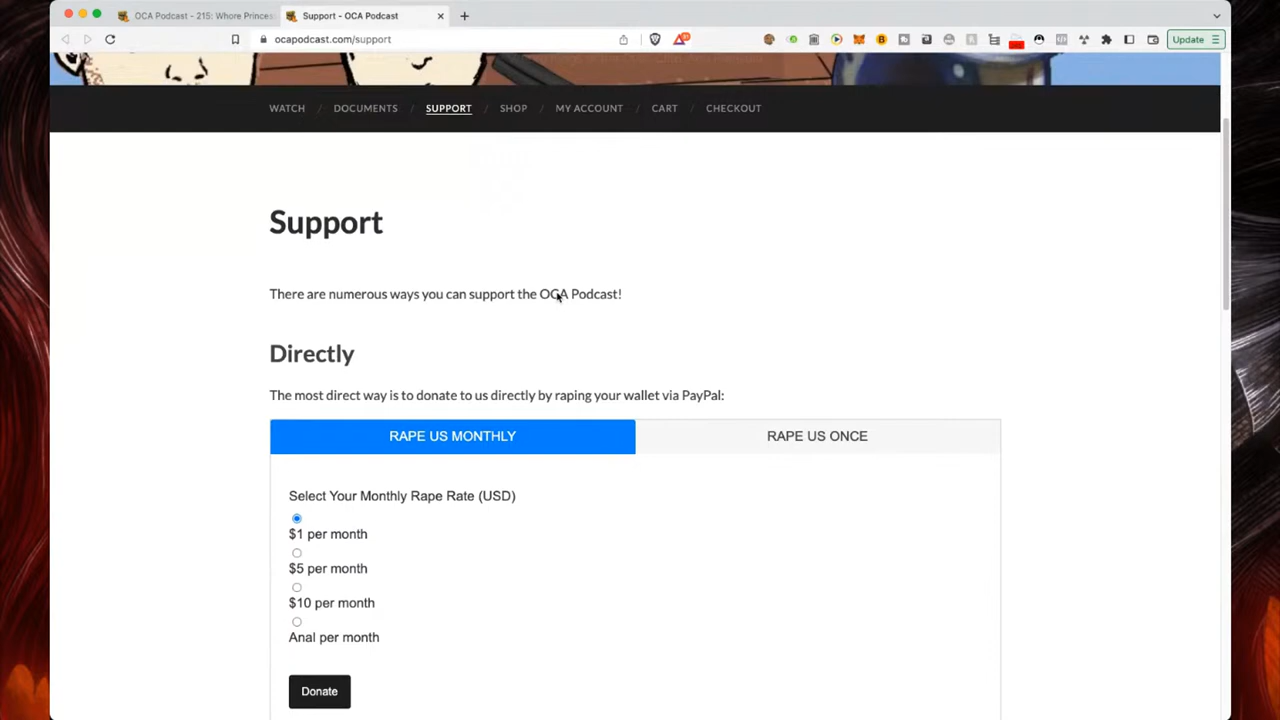 OCA Podcast - 215: Whore Princes
Support - OCA Podcast
ocapodcast.com/support
Update
WATCH / DOCUMENTS / SUPPORT / SHOP / MY ACCOUNT / CART / CHECKOUT
Support
There are numerous ways you can support the OCA Podcast!
Directly
The most direct way is to donate to us directly by raping your wallet via PayPal:
RAPE US MONTHLY
RAPE US ONCE
Select Your Monthly Rape Rate (USD)
$1 per month
$5 per month
$10 per month
Anal per month
Donate